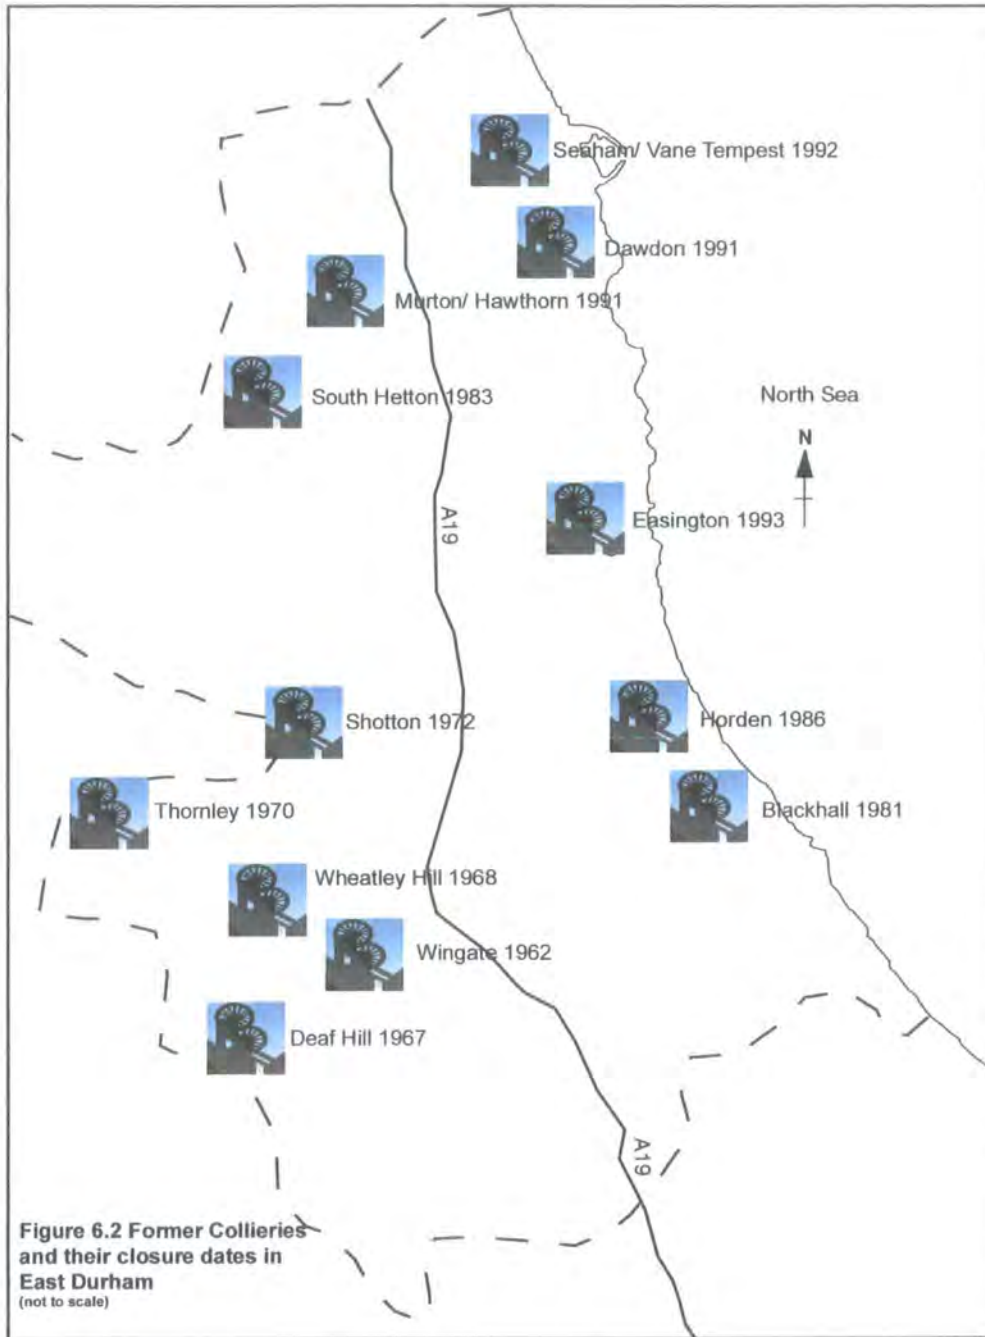 Seaham/ Vane Tempest 1992
Dawdon 1991
Murton/ Hawthorn 1991
South Hetton 1983
North Sea
N
A19
Easington 1993
Shotton 1972
Horden 1986
Thornley 1970
Blackhall 1981
Wheatley Hill 1968
Wingate 1962
Deaf Hill 1967
A19
Figure 6.2 Former Collieries
and their closure dates in
East Durham
(not to scale)